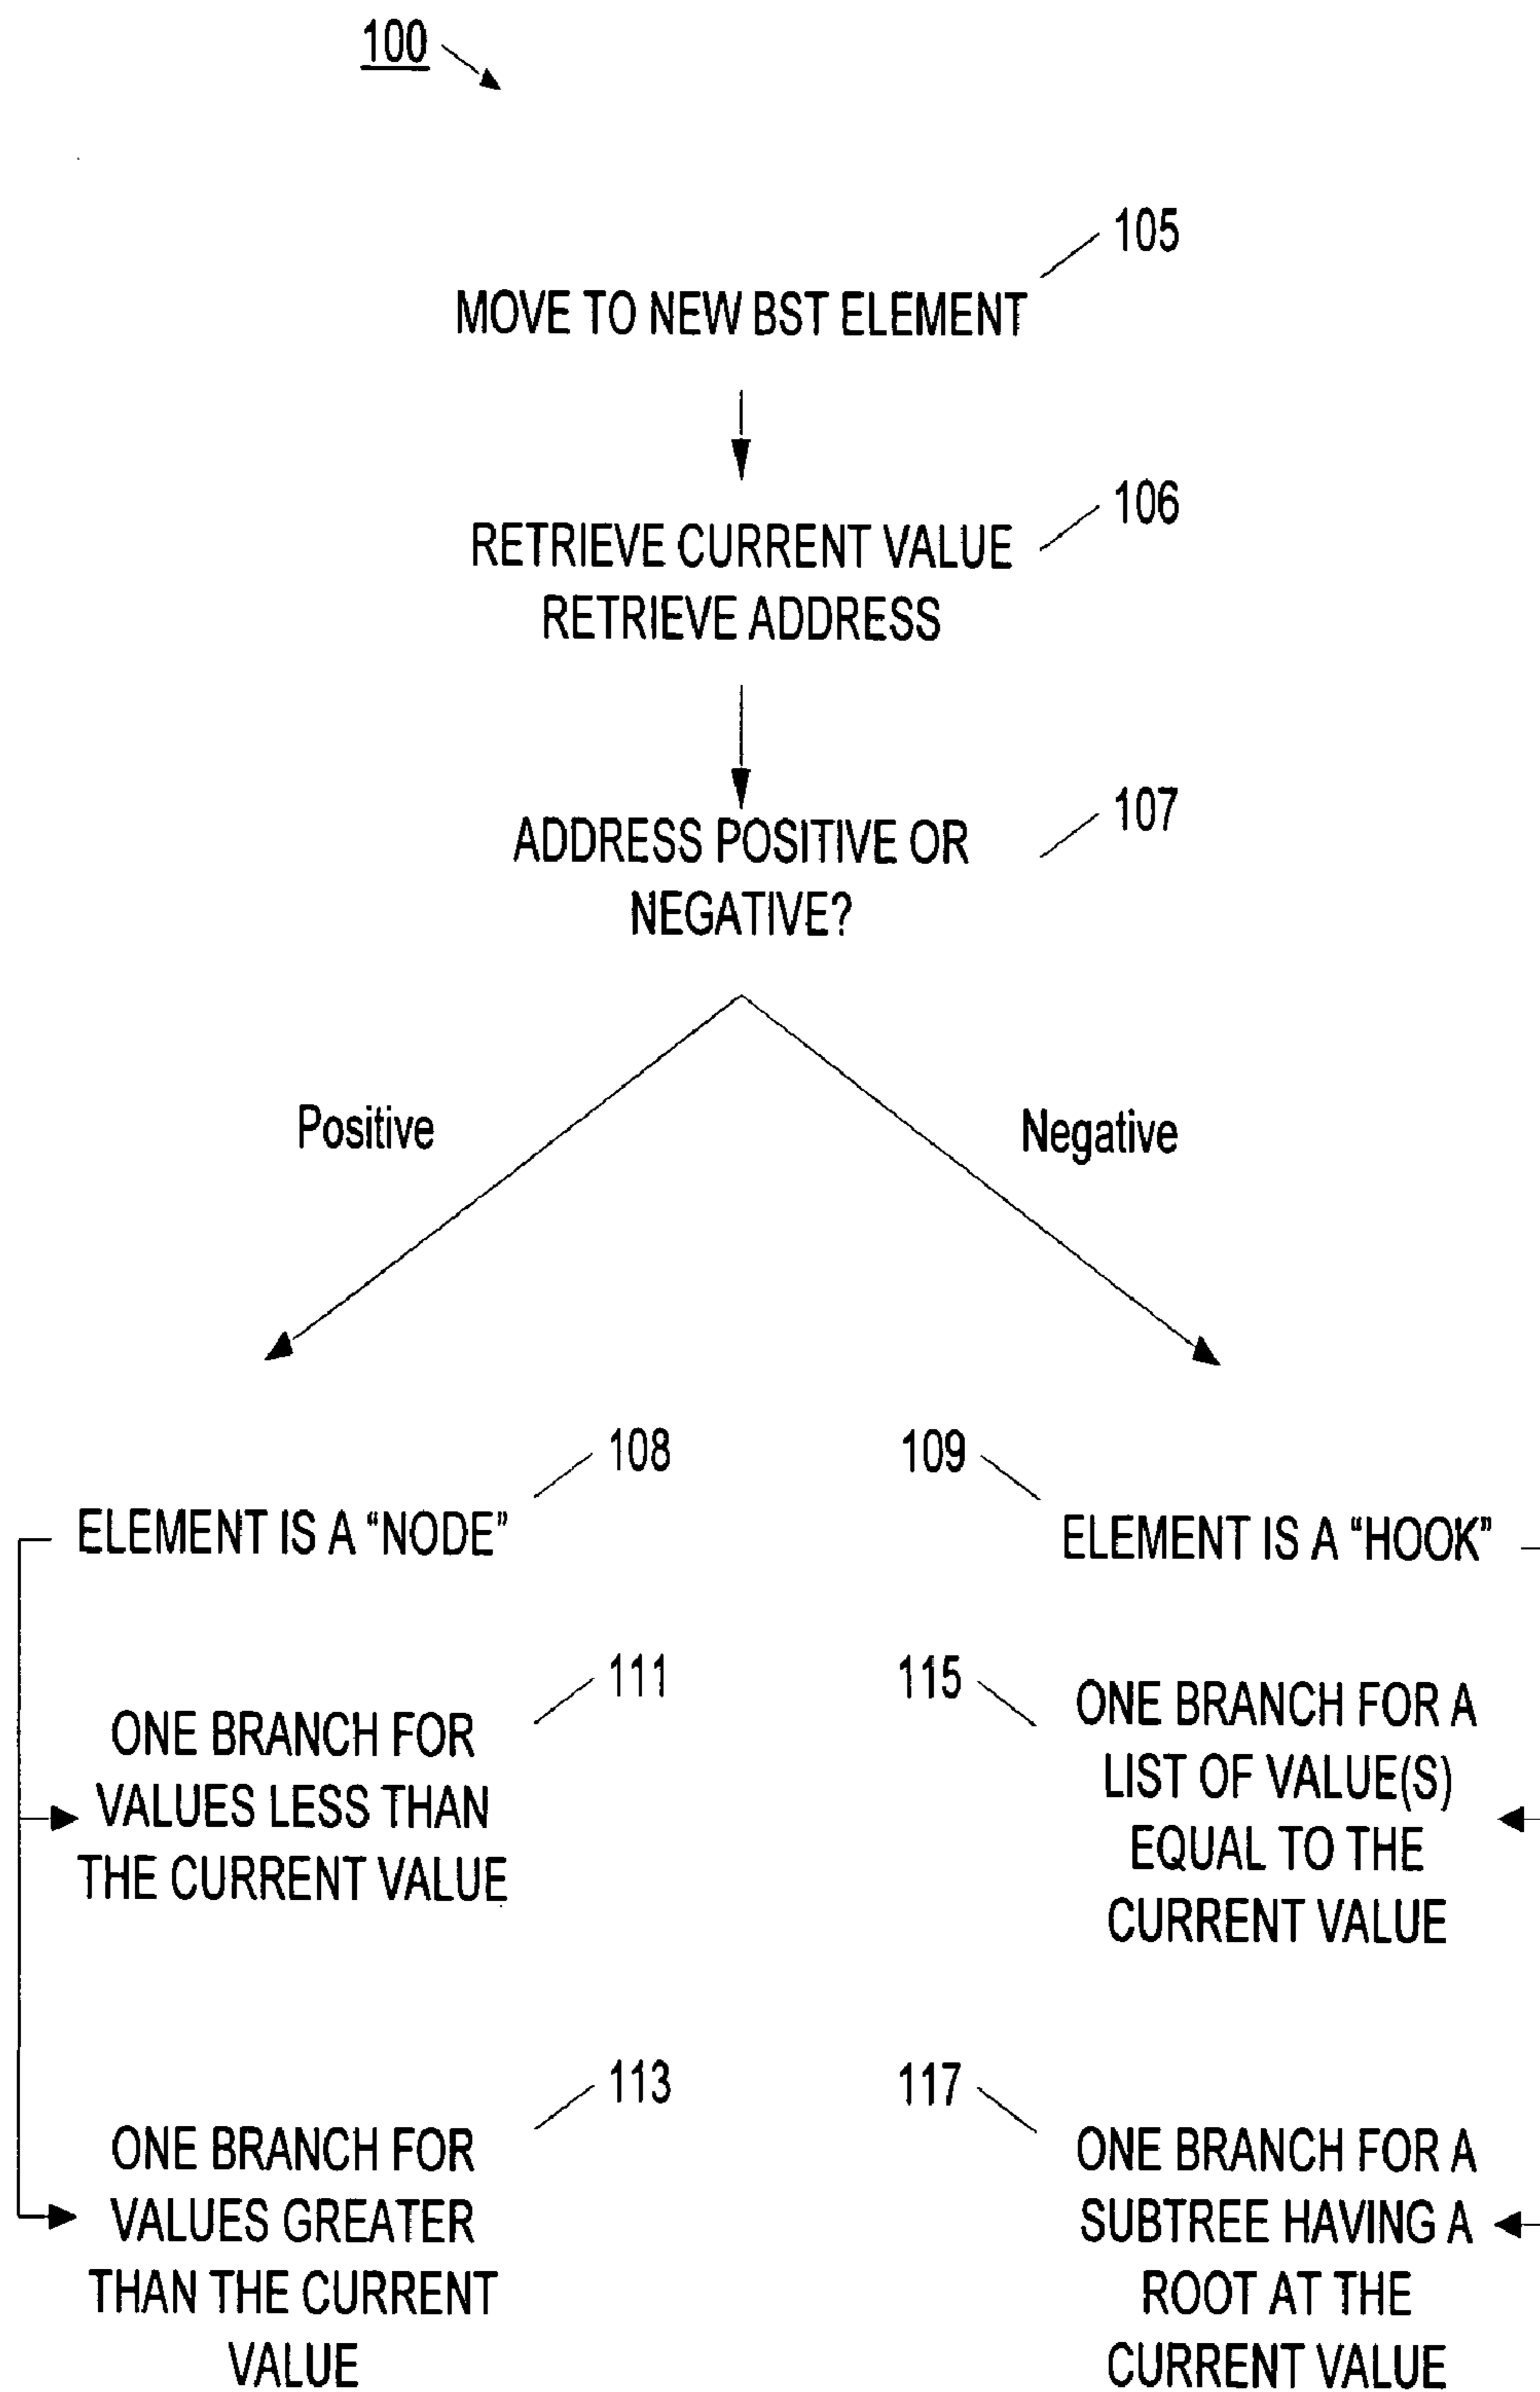 100
105
MOVE TO NEW BST ELEMENT
106
RETRIEVE CURRENT VALUE
RETRIEVE ADDRESS
107
ADDRESS POSITIVE OR
NEGATIVE?
Positive
Negative
108
ELEMENT IS A “NODE”
111
ONE BRANCH FOR
VALUES LESS THAN
THE CURRENT VALUE
113
ONE BRANCH FOR
VALUES GREATER
THAN THE CURRENT
VALUE
109
ELEMENT IS A “HOOK”
115
ONE BRANCH FOR A
LIST OF VALUE(S)
EQUAL TO THE
CURRENT VALUE
117
ONE BRANCH FOR A
SUBTREE HAVING A
ROOT AT THE
CURRENT VALUE